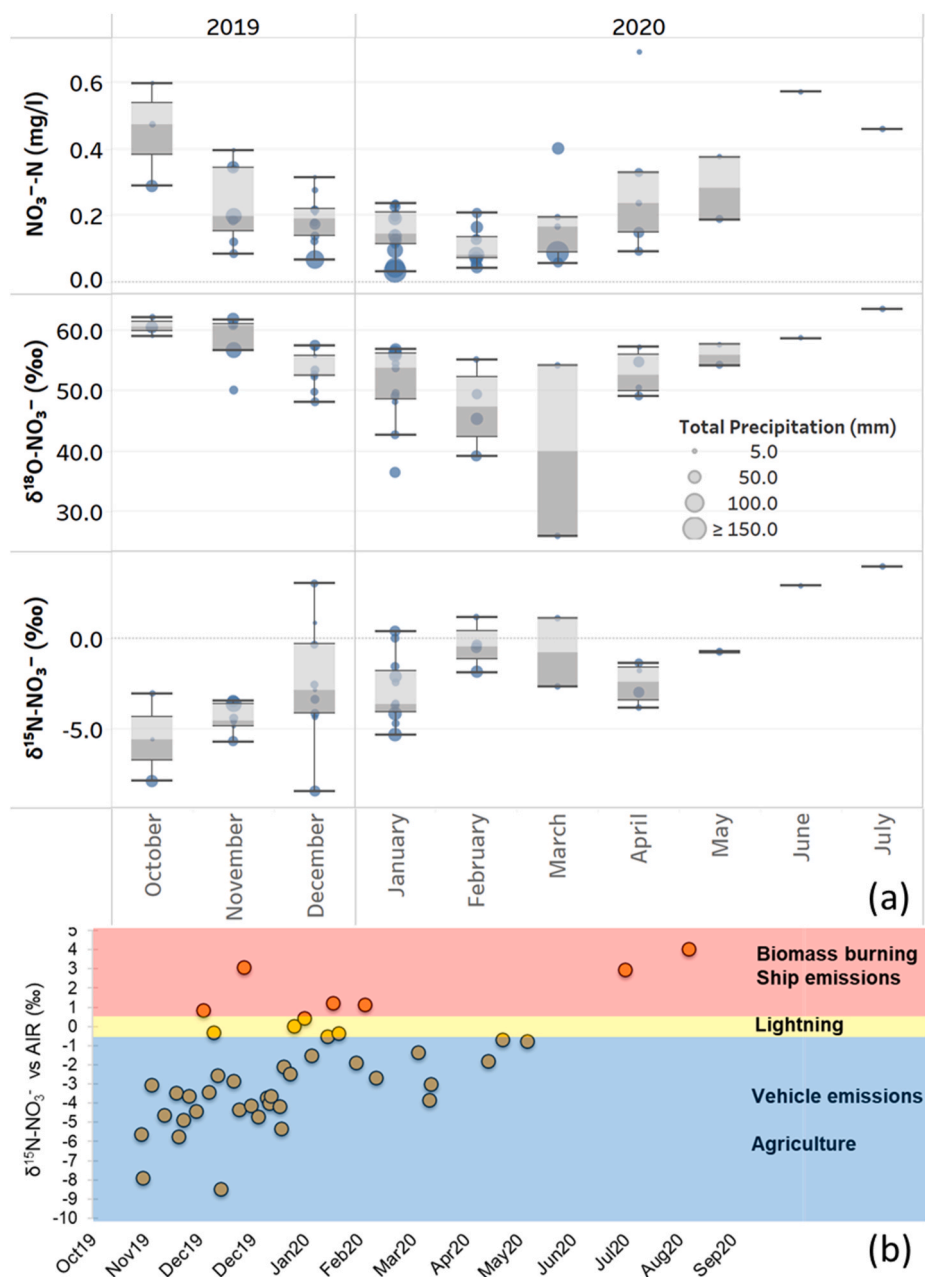 2019 2020
NO₃⁻-N (mg/l)
0.6
0.4
0.2
0.0
δ¹⁸O-NO₃⁻ (‰)
60.0
50.0
40.0
30.0
Total Precipitation (mm)
5.0
50.0
100.0
≥ 150.0
δ¹⁵N-NO₃⁻ (‰)
0.0
-5.0
October November December January February March April May June July
(a)
δ¹⁵N-NO₃⁻ vs AIR (‰)
5
4
3
2
1
0
-1
-2
-3
-4
-5
-6
-7
-8
-9
-10
Biomass burning
Ship emissions
Lightning
Vehicle emissions
Agriculture
Oct19 Nov19 Dec19 Dec19 Jan20 Feb20 Mar20 Apr20 May20 Jun20 Jul20 Aug20 Sep20
(b)